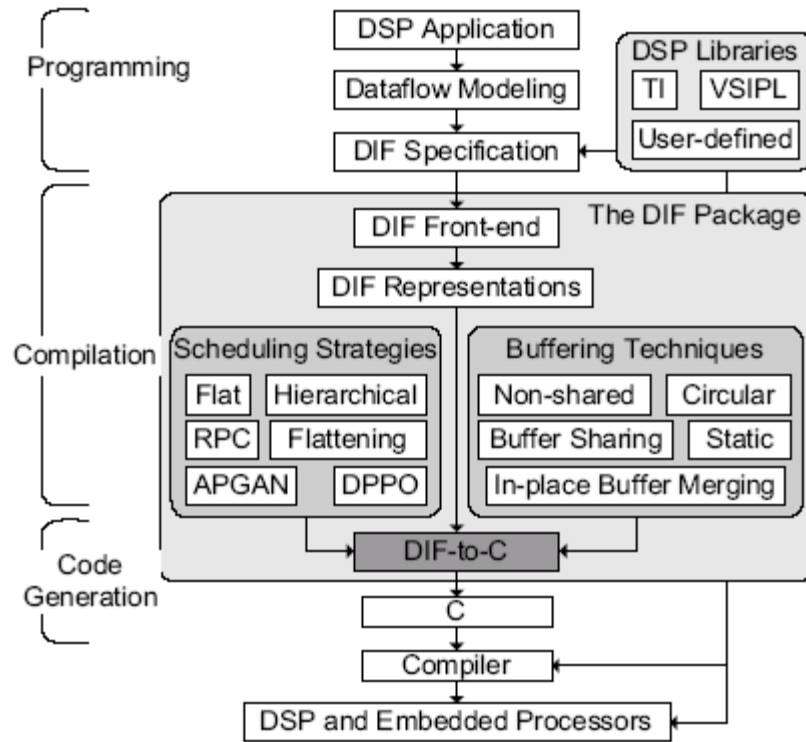 Programming
DSP Application
Dataflow Modeling
DIF Specification
DSP Libraries
TI
VSIPL
User-defined
Compilation
The DIF Package
DIF Front-end
DIF Representations
Scheduling Strategies
Flat
Hierarchical
RPC
Flattening
APGAN
DPPO
Buffering Techniques
Non-shared
Circular
Buffer Sharing
Static
In-place Buffer Merging
Code
Generation
DIF-to-C
C
Compiler
DSP and Embedded Processors